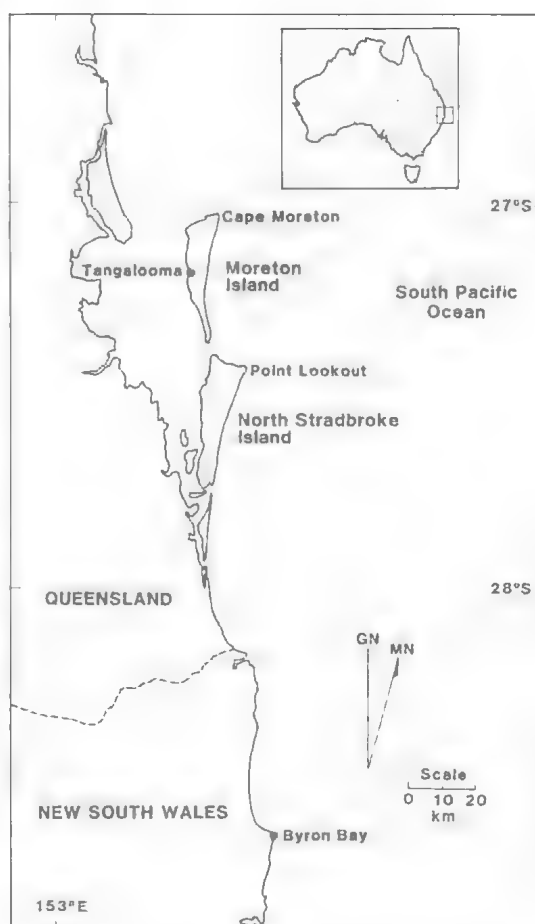 27°S
Cape Moreton
Tangalooma
Moreton
Island
South Pacific
Ocean
Point Lookout
North Stradbroke
Island
28°S
QUEENSLAND
GN
MN
Scale
0 10 20
km
NEW SOUTH WALES
Byron Bay
153°E